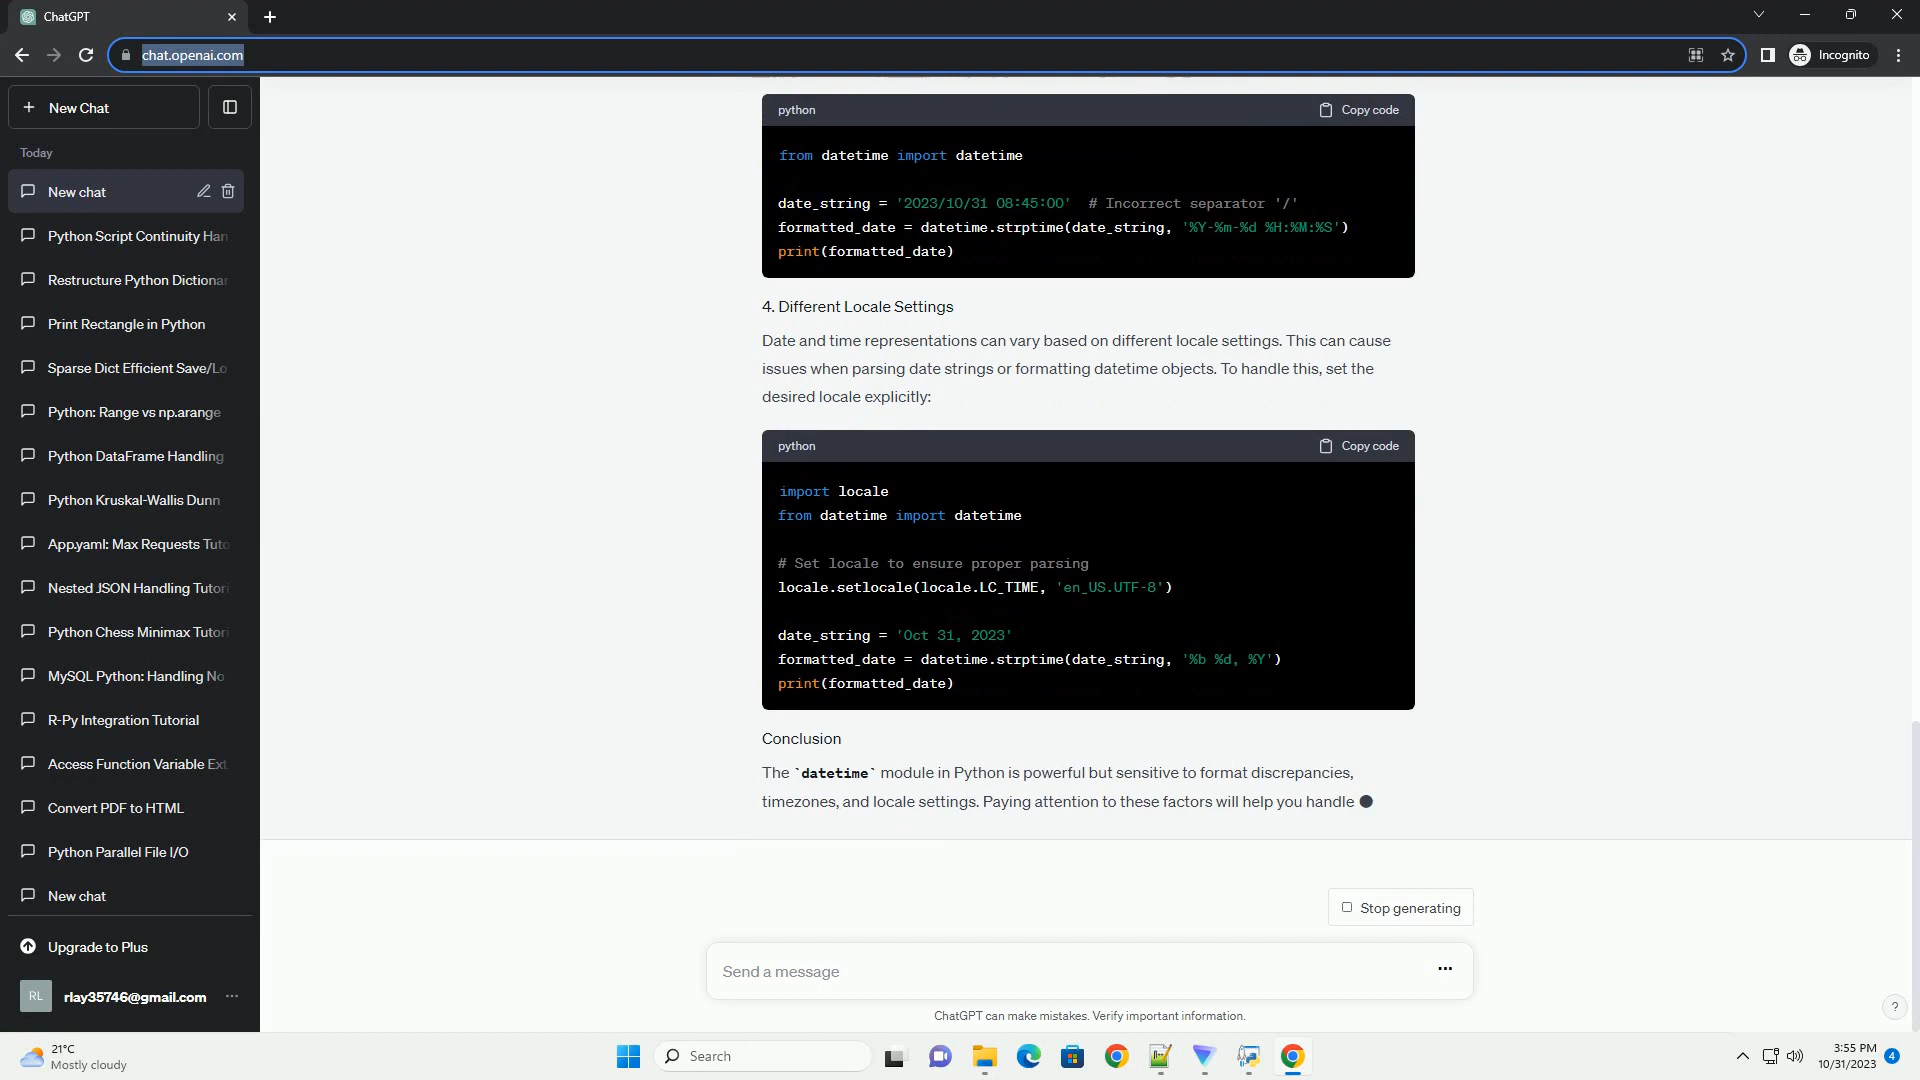 ChatGPT
chat.openai.com
Incognito
New Chat
Today
New chat
Python Script Continuity Han
Restructure Python Dictionar
Print Rectangle in Python
Sparse Dict Efficient Save/Lo
Python: Range vs np.arange
Python DataFrame Handling
Python Kruskal-Wallis Dunn
App.yaml: Max Requests Tuto
Nested JSON Handling Tutori
Python Chess Minimax Tutori
MySQL Python: Handling No
R-Py Integration Tutorial
Access Function Variable Ext
Convert PDF to HTML
Python Parallel File I/O
New chat
Upgrade to Plus
RL
rlay35746@gmail.com
python
Copy code
from datetime import datetime
date_string = '2023/10/31 08:45:00'  # Incorrect separator '/'
formatted_date = datetime.strptime(date_string, '%Y-%m-%d %H:%M:%S')
print(formatted_date)
4. Different Locale Settings
Date and time representations can vary based on different locale settings. This can cause
issues when parsing date strings or formatting datetime objects. To handle this, set the
desired locale explicitly:
python
Copy code
import locale
from datetime import datetime
# Set locale to ensure proper parsing
locale.setlocale(locale.LC_TIME, 'en_US.UTF-8')
date_string = 'Oct 31, 2023'
formatted_date = datetime.strptime(date_string, '%b %d, %Y')
print(formatted_date)
Conclusion
The `datetime` module in Python is powerful but sensitive to format discrepancies,
timezones, and locale settings. Paying attention to these factors will help you handle
Stop generating
Send a message
ChatGPT can make mistakes. Verify important information.
?
21°C
Mostly cloudy
Search
3:55 PM
10/31/2023
4